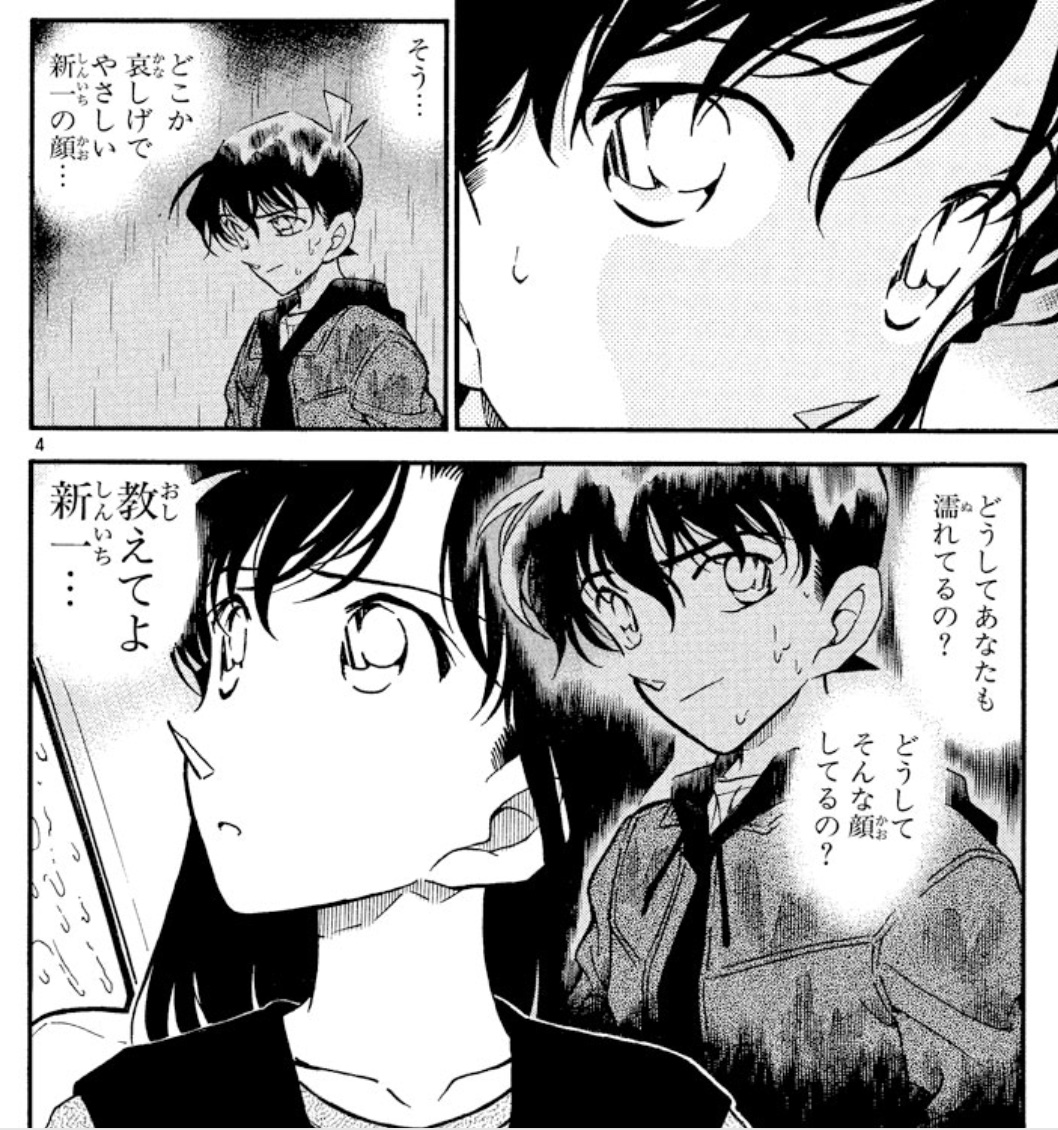 そう…
どこか
哀しげで
やさしい
新一の顔…
4
どうしてあなたも
濡れてるの？
どうして
そんな顔
してるの？
教えてよ
新一…